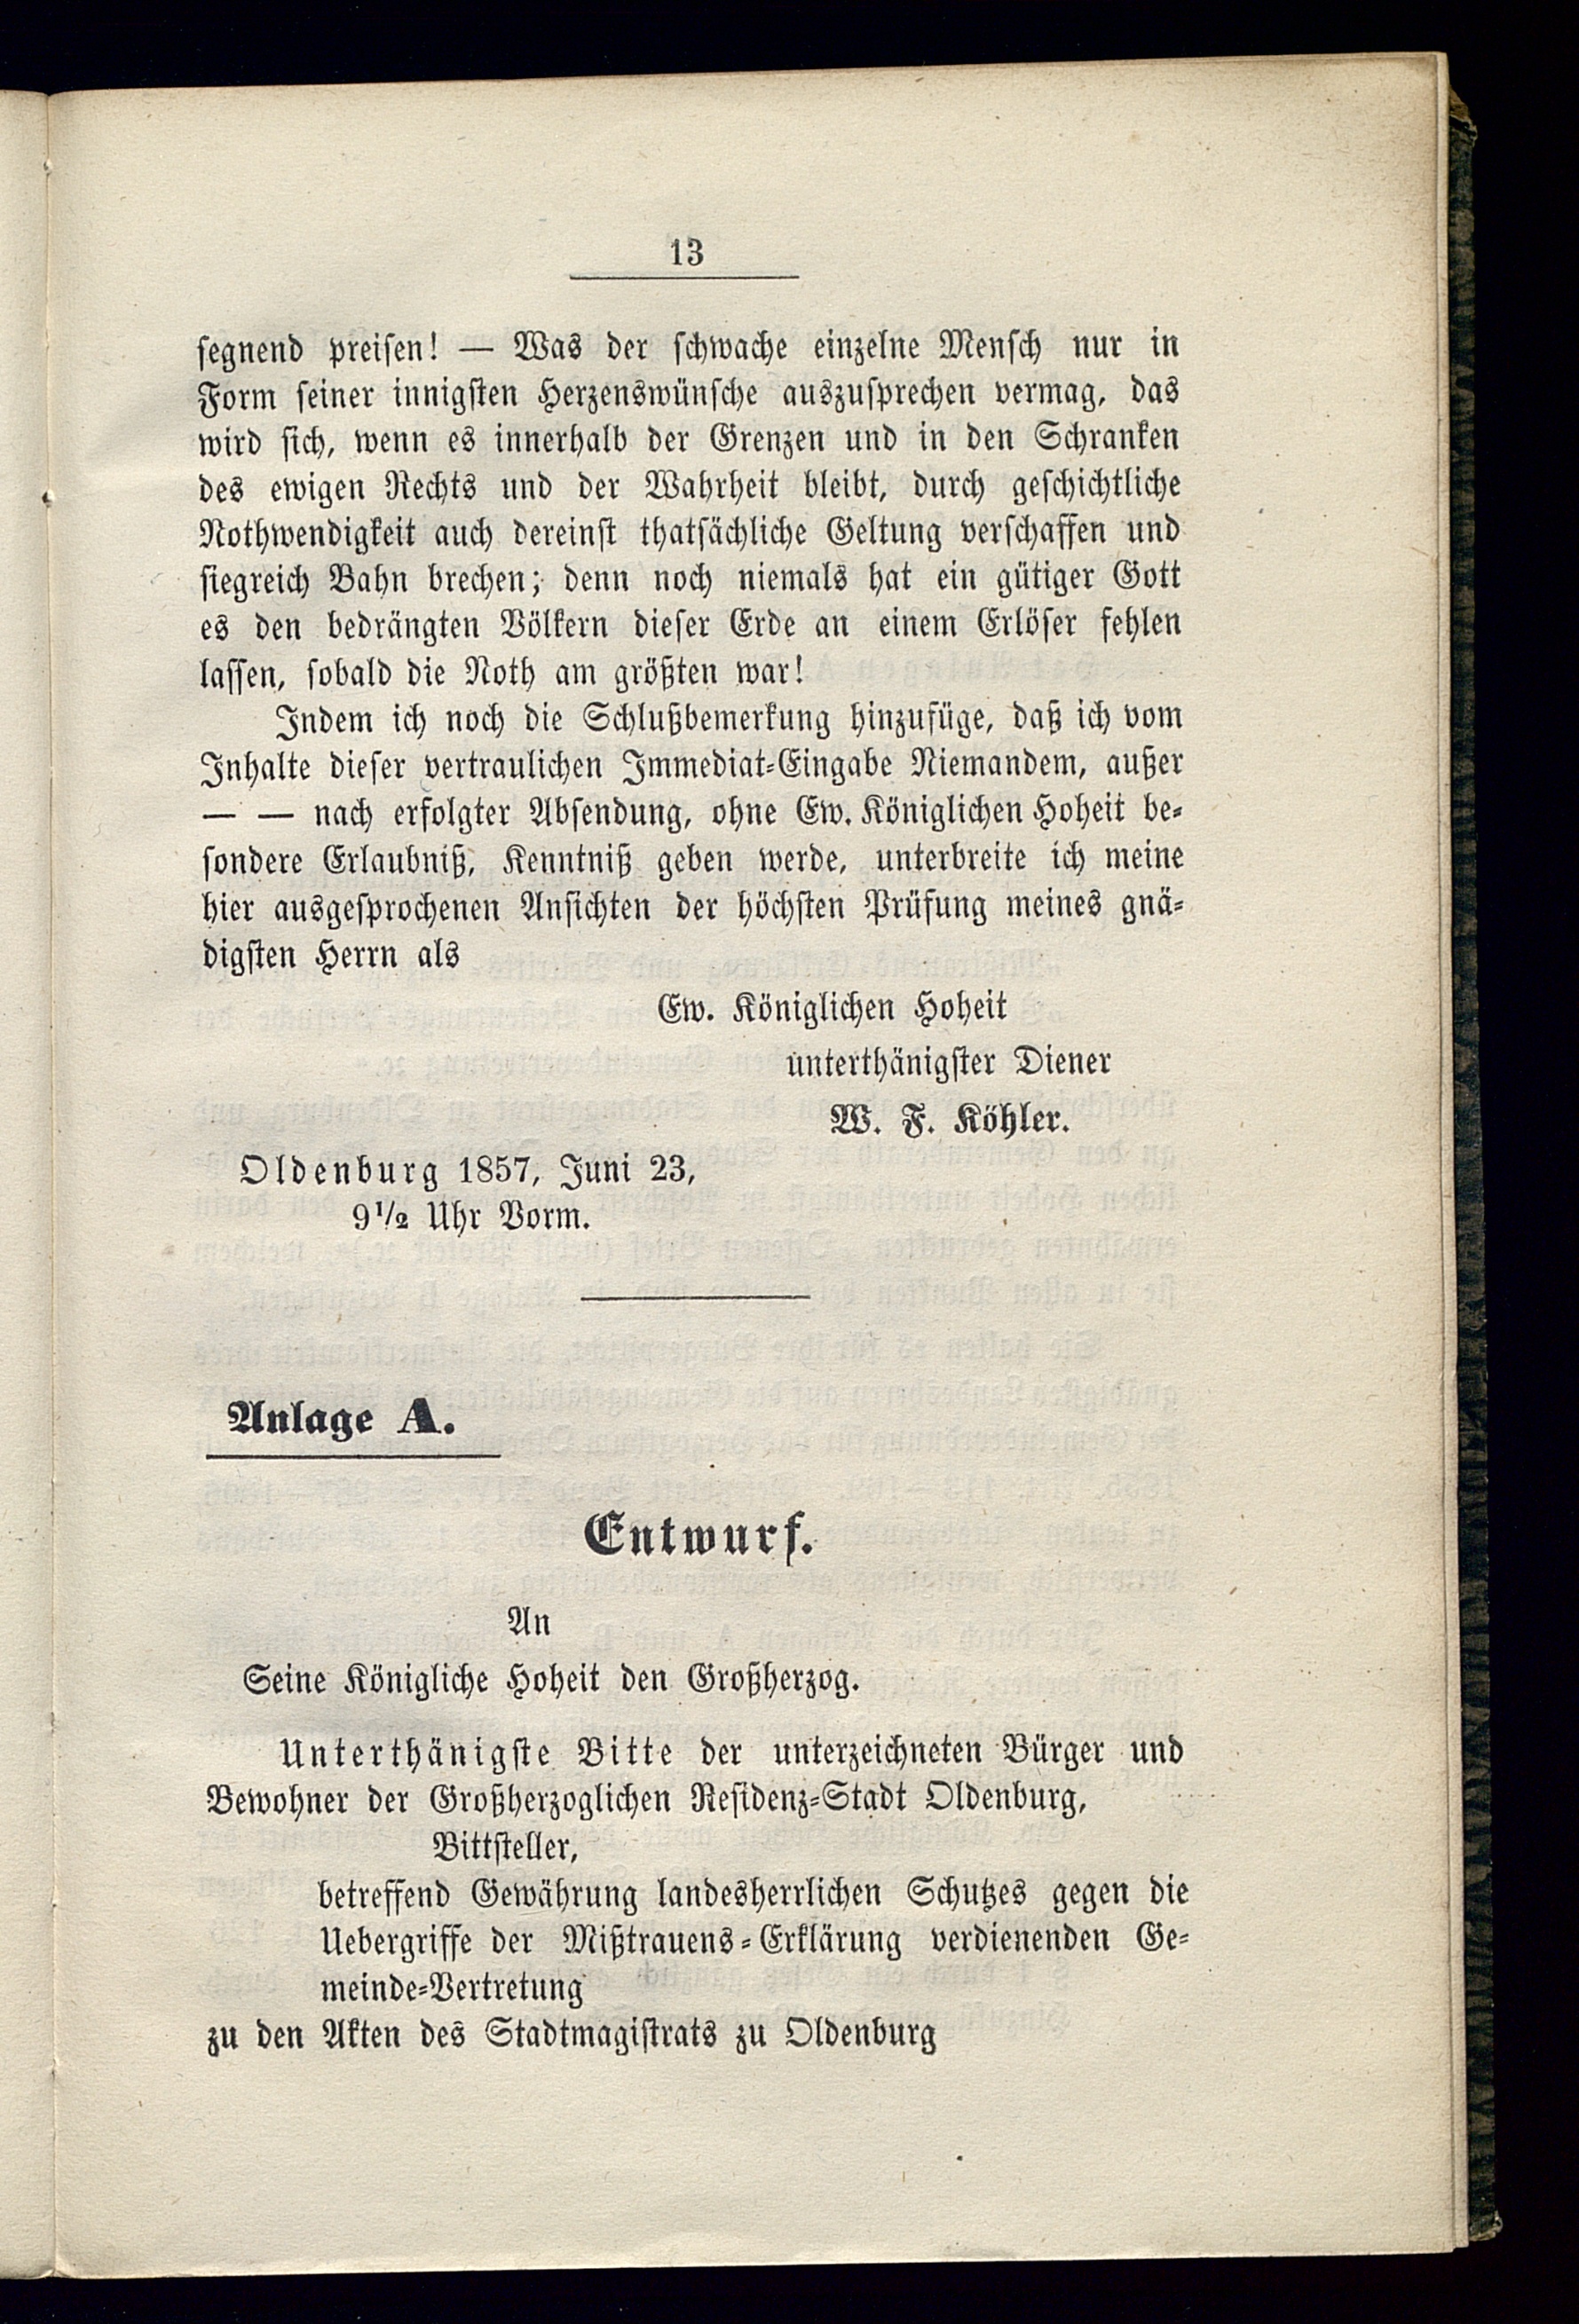 13
segnend preisen! — Was der schwache einzelne Mensch nur in
Form seiner innigsten Herzenswünsche auszusprechen vermag, das
wird sich, wenn es innerhalb der Grenzen und in den Schranken
des ewigen Rechts und der Wahrheit bleibt, durch geschichtliche
Nothwendigkeit auch dereinst thatsächliche Geltung verschaffen und
siegreich Bahn brechen; denn noch niemals hat ein gütiger Gott
es den bedrängten Völkern dieser Erde an einem Erlöser fehlen
lassen, sobald die Noth am größten war!
Indem ich noch die Schlußbemerkung hinzufüge, daß ich vom
Inhalte dieser vertraulichen Immediat-Eingabe Niemandem, außer
— — nach erfolgter Absendung, ohne Ew. Königlichen Hoheit be-
sondere Erlaubniß, Kenntniß geben werde, unterbreite ich meine
hier ausgesprochenen Ansichten der höchsten Prüfung meines gnä-
digsten Herrn als
Ew. Königlichen Hoheit
unterthänigster Diener
W. F. Köhler.
Oldenburg 1857, Juni 23,
9½ Uhr Vorm.
Anlage A.
Entwurf.
An
Seine Königliche Hoheit den Großherzog.
Unterthänigste Bitte der unterzeichneten Bürger und
Bewohner der Großherzoglichen Residenz-Stadt Oldenburg,
Bittsteller,
betreffend Gewährung landesherrlichen Schutzes gegen die
Uebergriffe der Mißtrauens-Erklärung verdienenden Ge-
meinde-Vertretung
zu den Akten des Stadtmagistrats zu Oldenburg